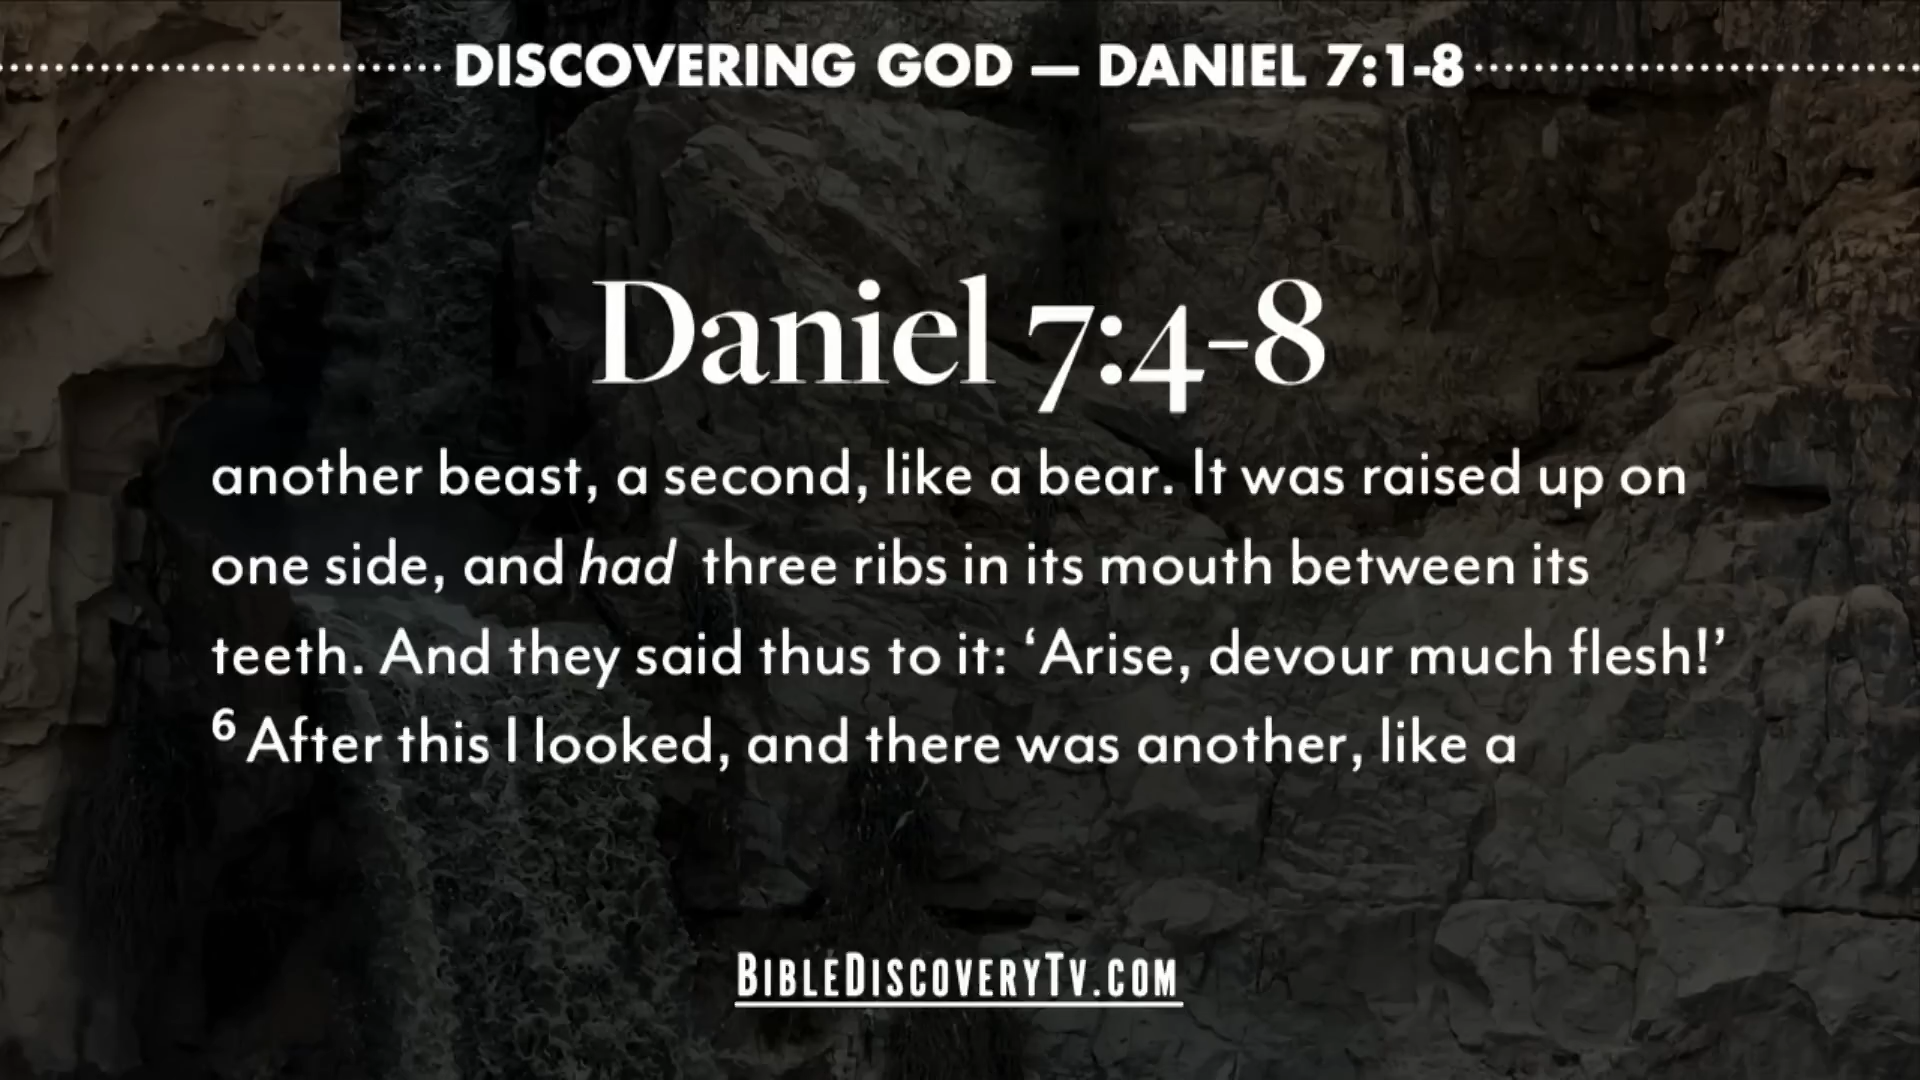 DISCOVERING GOD — DANIEL 7:1-8
Daniel 7:4-8
another beast, a second, like a bear. It was raised up on
one side, and had three ribs in its mouth between its
teeth. And they said thus to it: ‘Arise, devour much flesh!’
6 After this I looked, and there was another, like a
BIBLEDISCOVERYTV.COM